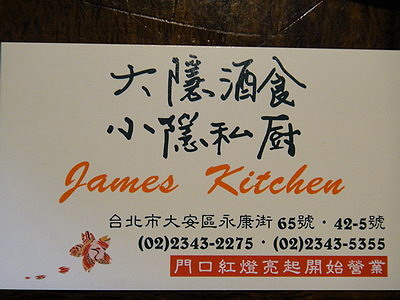 大隱酒食
小隱私厨
James Kitchen
台北市大安區永康街 65號・42-5號
(02)2343-2275・(02)2343-5355
門口紅燈亮起開始營業